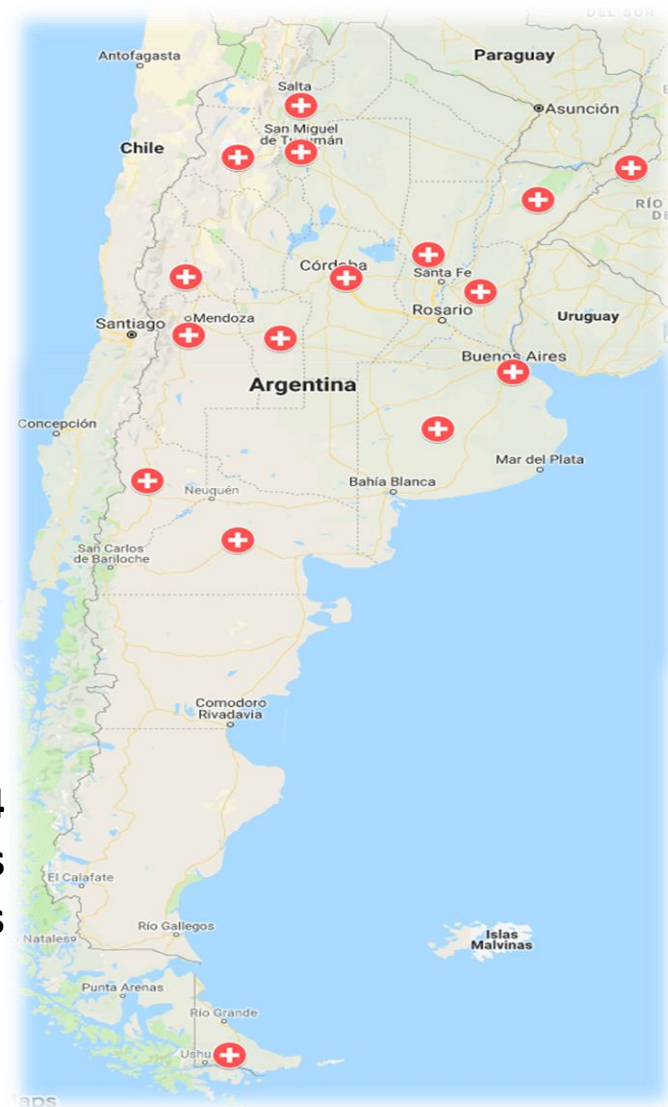 DEL SUR
Antofagasta
Paraguay
Salta
Asunción
San Miguel
de Tucumán
Chile
RÍO
Córdoba
Santa Fe
Mendoza
Rosario
Santiago
Uruguay
Buenos Aires
Argentina
Concepción
Mar del Plata
Bahía Blanca
Neuquén
San Carlos
de Bariloche
Comodoro
Rivadavia
4
s
s
El Calafate
Río Gallegos
Natales
Islas
Malvinas
Punta Arenas
Río Grande
Ushu
aps